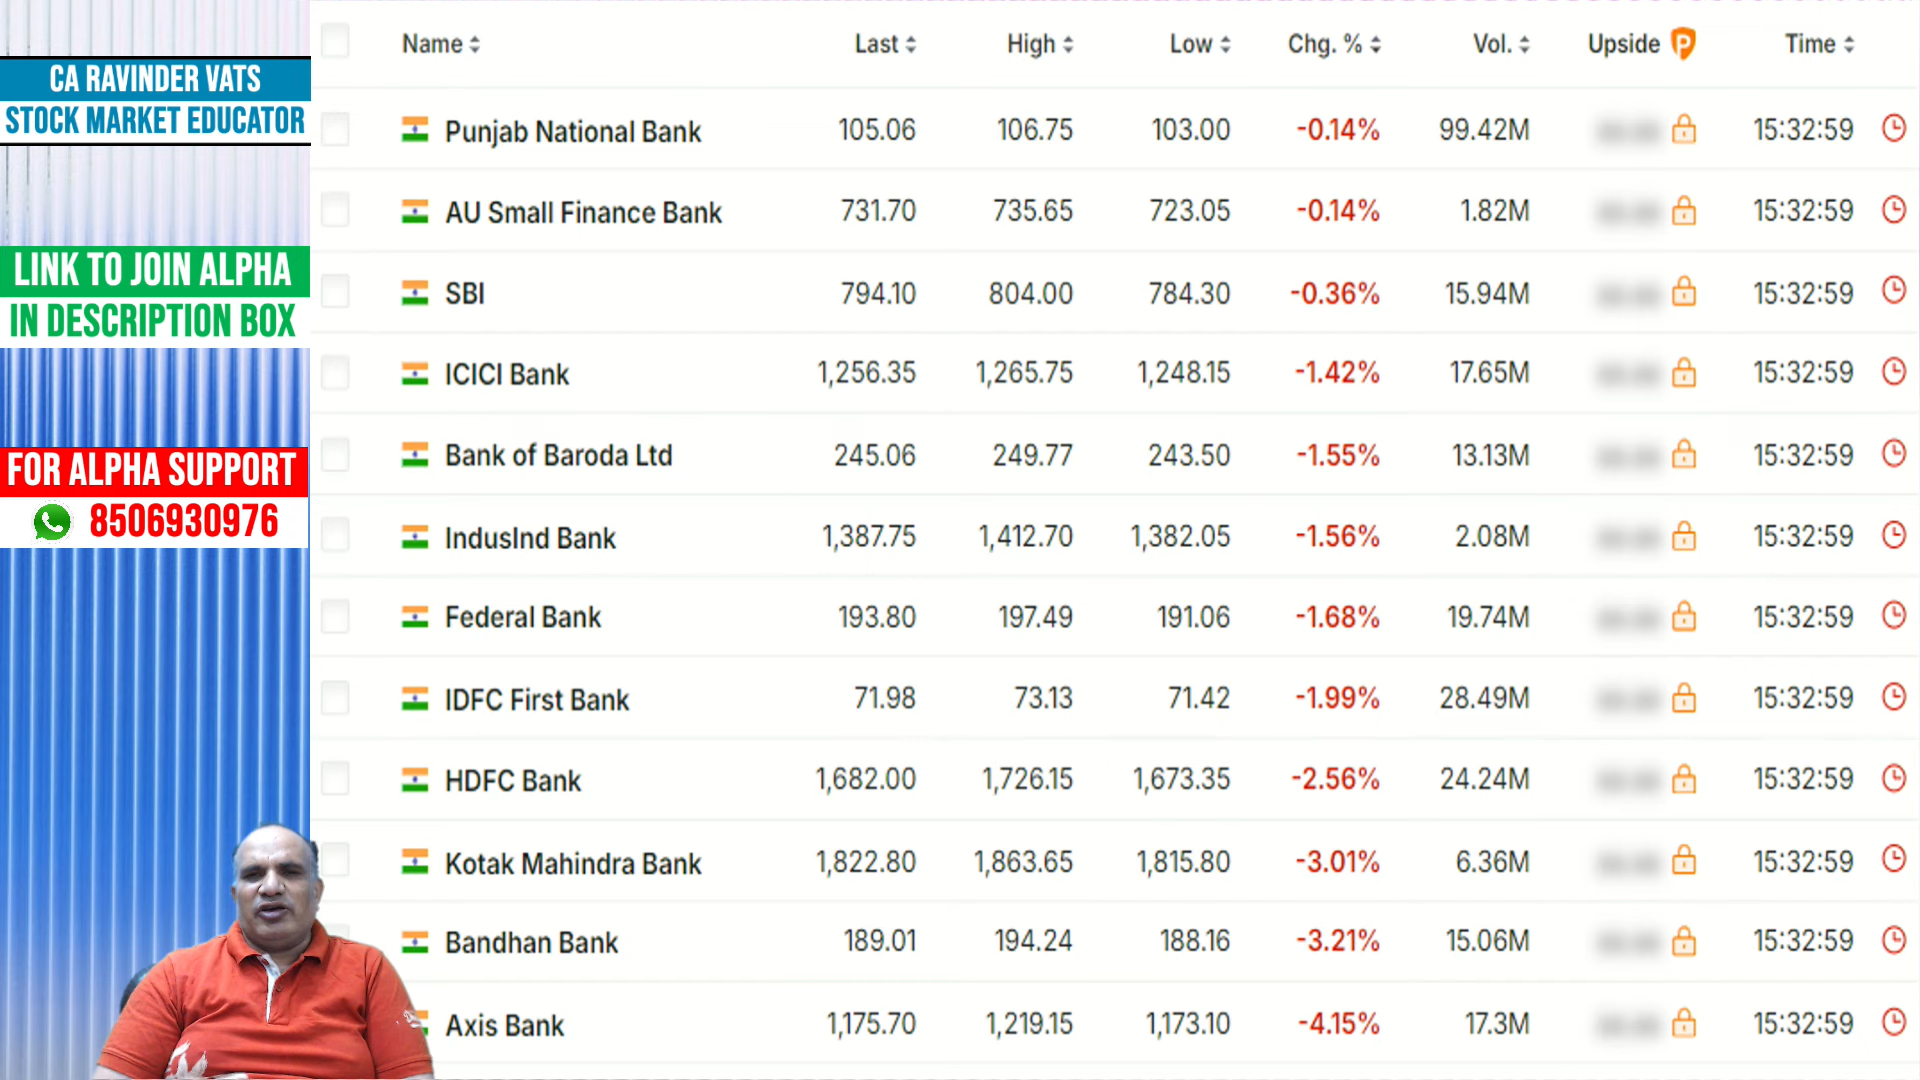 CA RAVINDER VATS
STOCK MARKET EDUCATOR
LINK TO JOIN ALPHA
IN DESCRIPTION BOX
FOR ALPHA SUPPORT
8506930976
Name Last High Low Chg. % Vol. Upside P Time
Punjab National Bank 105.06 106.75 103.00 -0.14% 99.42M 15:32:59
AU Small Finance Bank 731.70 735.65 723.05 -0.14% 1.82M 15:32:59
SBI 794.10 804.00 784.30 -0.36% 15.94M 15:32:59
ICICI Bank 1,256.35 1,265.75 1,248.15 -1.42% 17.65M 15:32:59
Bank of Baroda Ltd 245.06 249.77 243.50 -1.55% 13.13M 15:32:59
IndusInd Bank 1,387.75 1,412.70 1,382.05 -1.56% 2.08M 15:32:59
Federal Bank 193.80 197.49 191.06 -1.68% 19.74M 15:32:59
IDFC First Bank 71.98 73.13 71.42 -1.99% 28.49M 15:32:59
HDFC Bank 1,682.00 1,726.15 1,673.35 -2.56% 24.24M 15:32:59
Kotak Mahindra Bank 1,822.80 1,863.65 1,815.80 -3.01% 6.36M 15:32:59
Bandhan Bank 189.01 194.24 188.16 -3.21% 15.06M 15:32:59
Axis Bank 1,175.70 1,219.15 1,173.10 -4.15% 17.3M 15:32:59